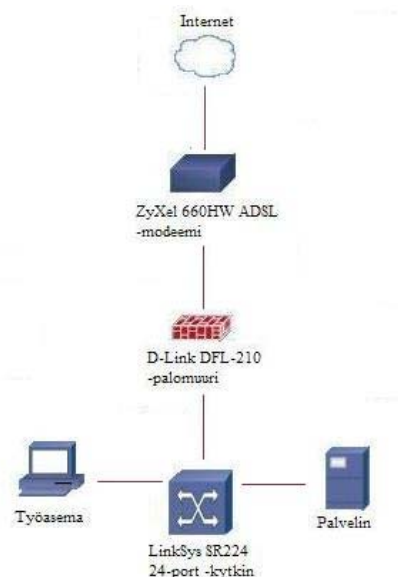 Internet
ZyXel 660HW ADSL
-modeemi
D-Link DFL-210
-palomuuri
Työasema
Palvelin
LinkSys SR224
24-port -kytkin